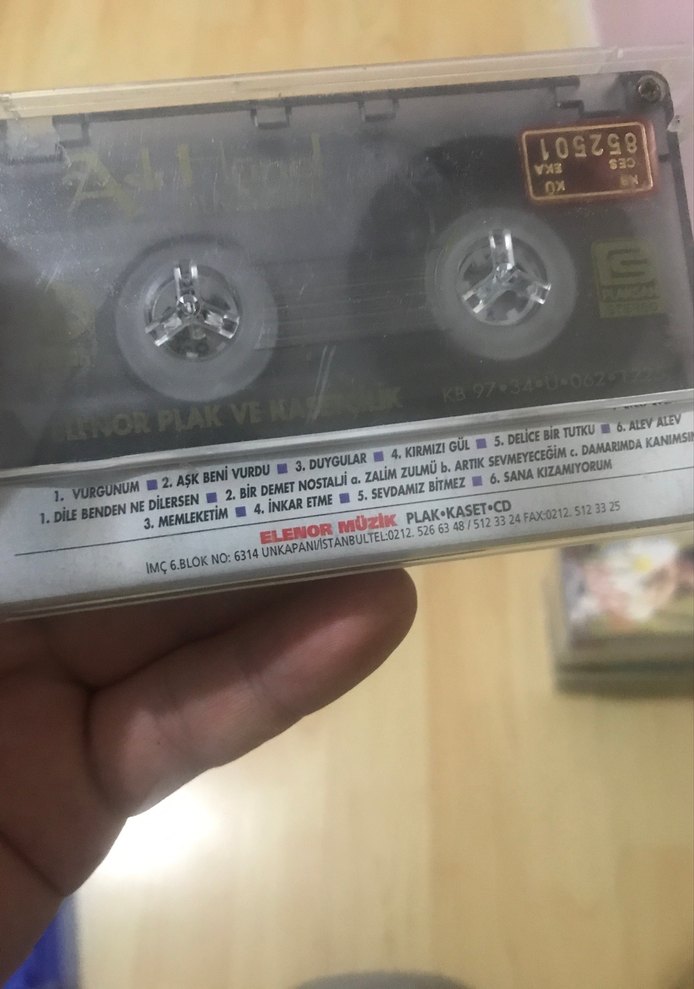 852501
ELENOR PLAK VE KASETÇİLİK
1. VURGUNUM ■ 2. AŞK BENİ VURDU ■ 3. DUYGULAR ■ 4. KIRMIZI GÜL ■ 5. DELİCE BİR TUTKU ■ 6. ALEV ALEV
1. DİLE BENDEN NE DİLERSEN ■ 2. BİR DEMET NOSTALJİ a. ZALİM ZULMÜ b. ARTIK SEVMEYECEĞİM c. DAMARIMDA KANIMSIN
3. MEMLEKETİM ■ 4. İNKAR ETME ■ 5. SEVDAMIZ BİTMEZ ■ 6. SANA KIZAMIYORUM
ELENOR MÜZİK PLAK•KASET•CD
İMÇ 6.BLOK NO: 6314 UNKAPANI/İSTANBULTEL:0212. 526 63 48 / 512 33 24 FAX:0212. 512 33 25